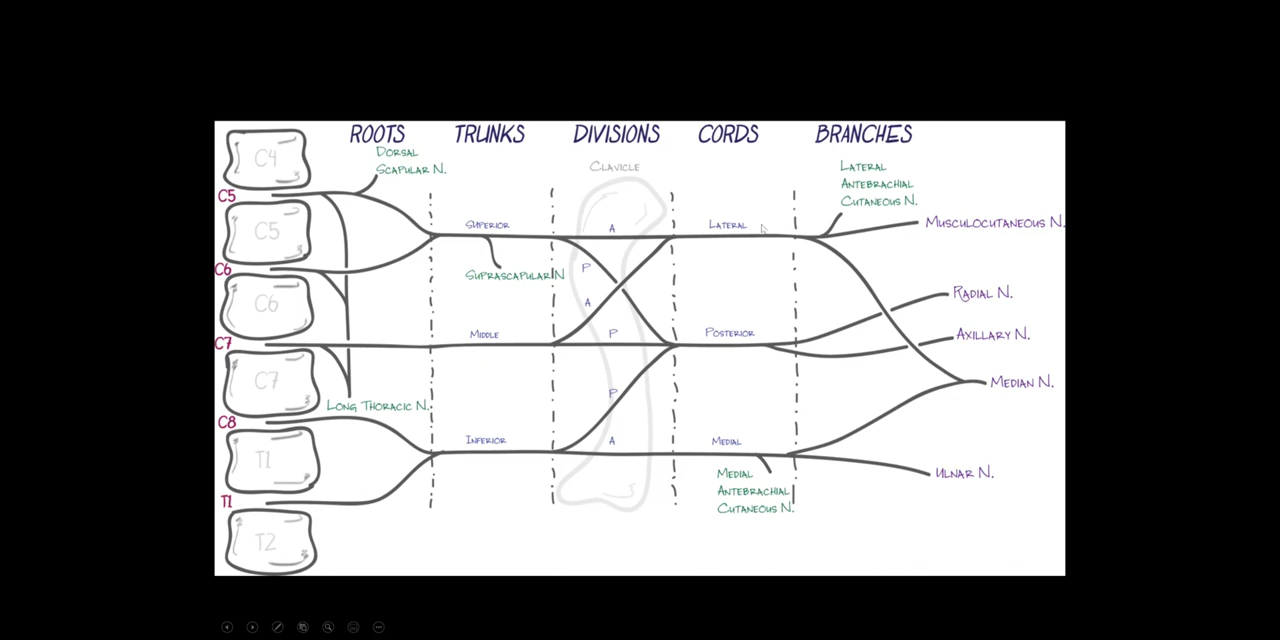 ROOTS
TRUNKS
DIVISIONS
CORDS
BRANCHES
C4
DORSAL
SCAPULAR N.
CLAVICLE
LATERAL
ANTEBRACHIAL
CUTANEOUS N.
C5
C5
SUPERIOR
A
LATERAL
MUSCULOCUTANEOUS N.
C6
SUPRASCAPULAR N
P
C6
A
RADIAL N.
MIDDLE
P
POSTERIOR
AXILLARY N.
C7
C7
MEDIAN N.
P
LONG THORACIC N.
C8
INFERIOR
A
MEDIAL
T1
MEDIAL
ANTEBRACHIAL
CUTANEOUS N.
ULNAR N.
T1
T2